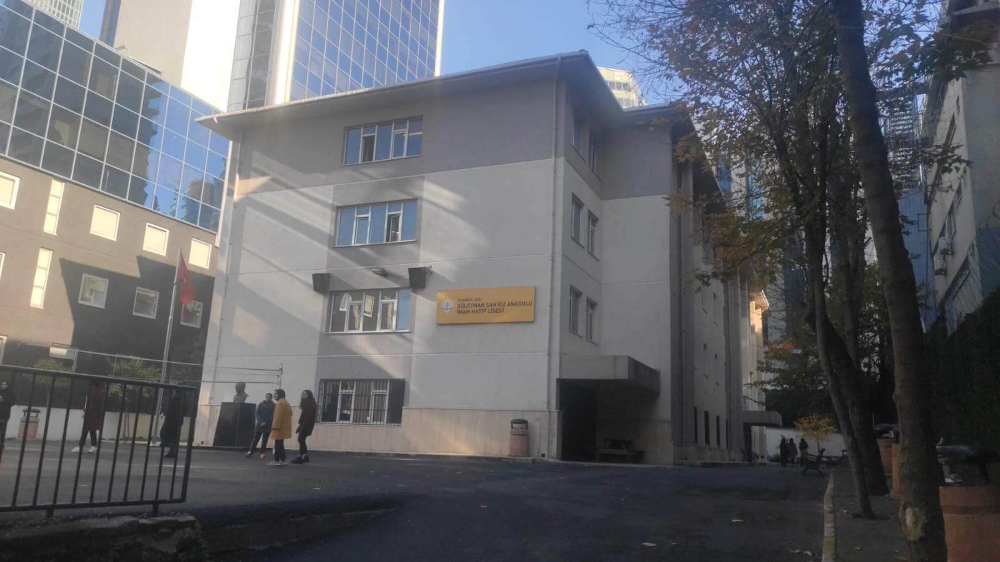 İSTANBUL-ŞİŞLİ
SÜLEYMAN ŞAH KIZ ANADOLU
İMAM HATİP LİSESİ